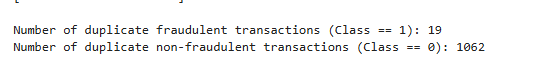 Number of duplicate fraudulent transactions (Class == 1): 19
Number of duplicate non-fraudulent transactions (Class == 0): 1062